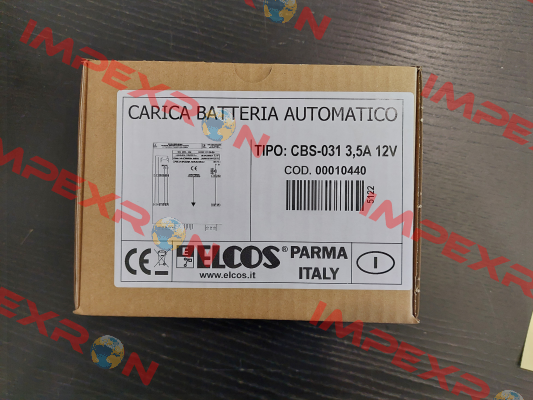 CARICA BATTERIA AUTOMATICO
TIPO: CBS-031 3,5A 12V
COD. 00010440
5122
CE
ELCOS® PARMA
www.elcos.it
ITALY
I
IMPEXRON
IMPEXRON
IMPEXRON
IMPEXRON